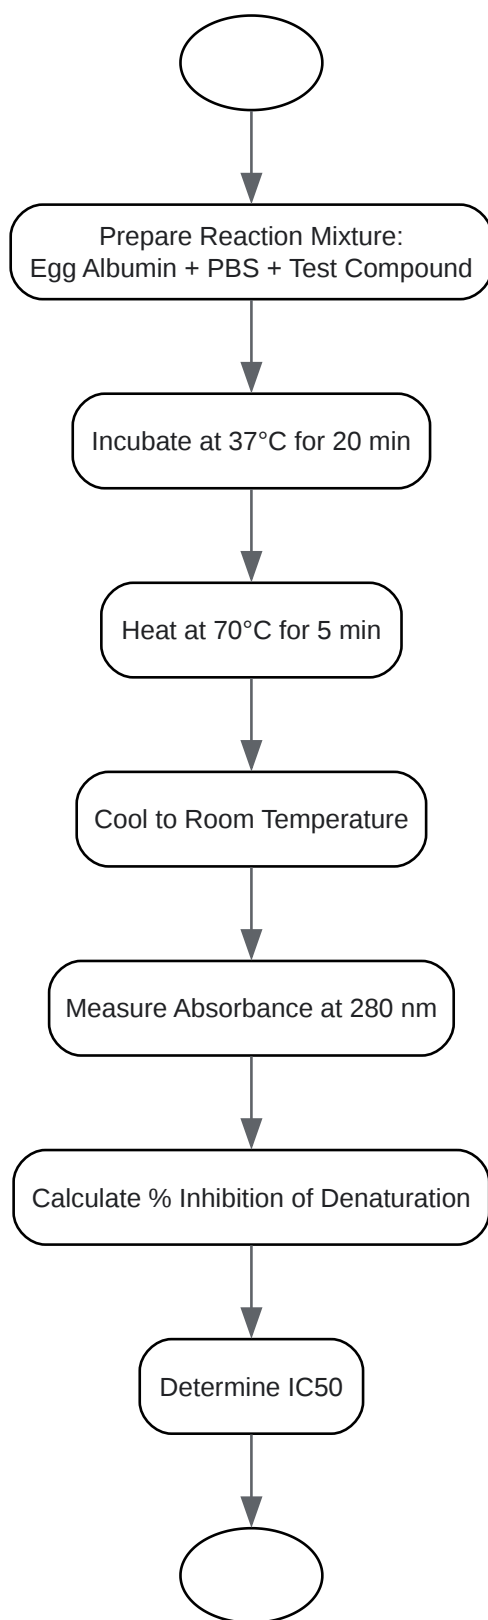 Prepare Reaction Mixture:
Egg Albumin + PBS + Test Compound
Incubate at 37°C for 20 min
Heat at 70°C for 5 min
Cool to Room Temperature
Measure Absorbance at 280 nm
Calculate % Inhibition of Denaturation
Determine IC50